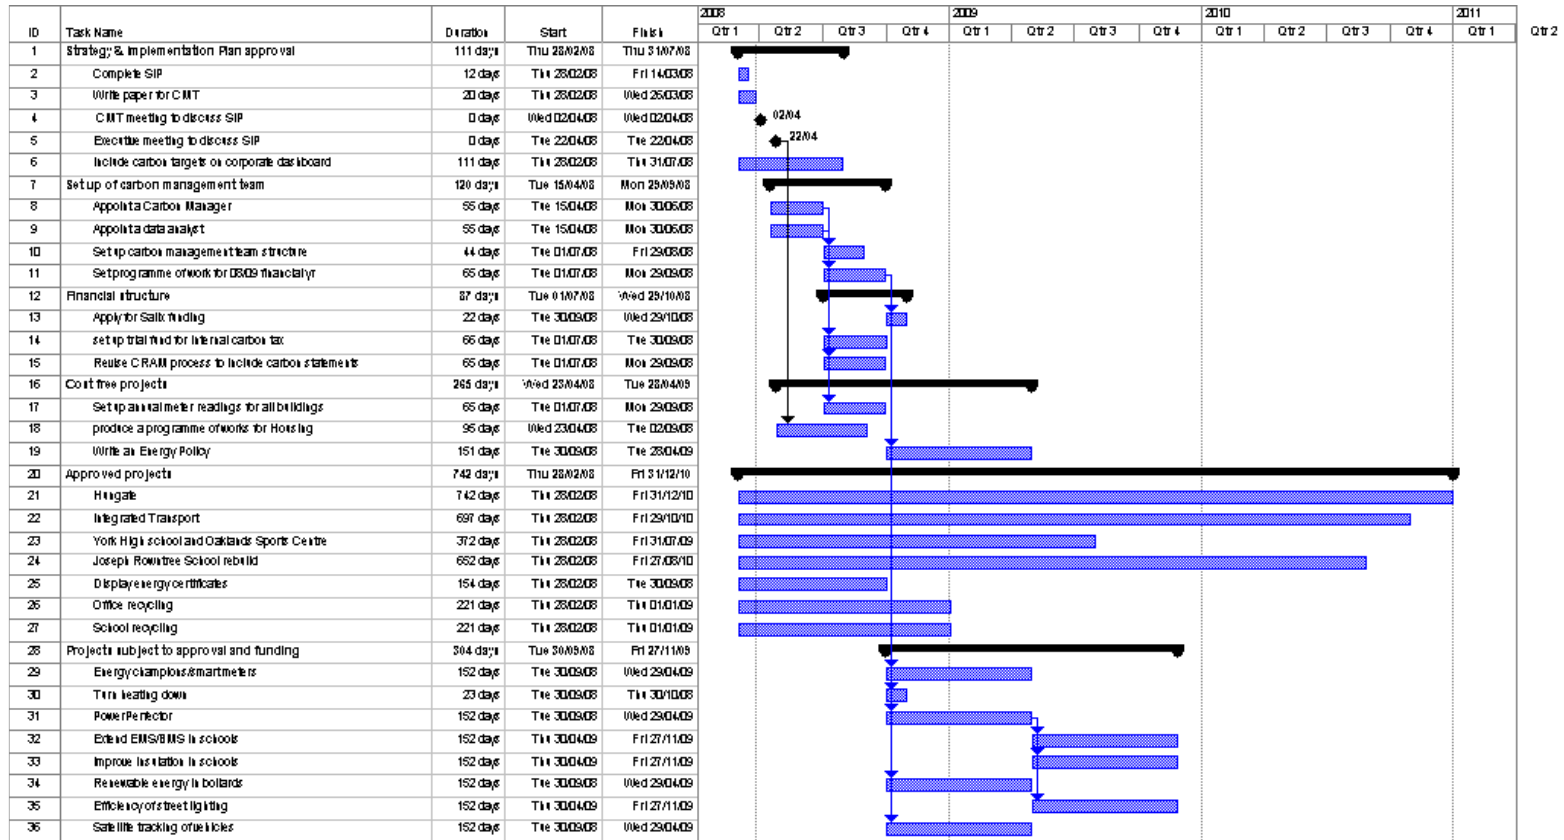 2008 2009 2010 2011
ID Task Name Duration Start Finish Qtr 1 Qtr 2 Qtr 3 Qtr 4 Qtr 1 Qtr 2 Qtr 3 Qtr 4 Qtr 1 Qtr 2 Qtr 3 Qtr 4 Qtr 1 Qtr 2
1 Strategy & Implementation Plan approval 111 days Thu 28/02/08 Thu 31/07/08
2 Complete SIP 12 days Thu 28/02/08 Fri 14/03/08
3 Write paper for CMT 20 days Thu 28/02/08 Wed 26/03/08
4 CMT meeting to discuss SIP 0 days Wed 02/04/08 Wed 02/04/08 02/04
5 Executive meeting to discuss SIP 0 days Tue 22/04/08 Tue 22/04/08 22/04
6 Include carbon targets on corporate dashboard 111 days Thu 28/02/08 Thu 31/07/08
7 Set up of carbon management team 120 days Tue 15/04/08 Mon 29/09/08
8 Appoint a Carbon Manager 55 days Tue 15/04/08 Mon 30/06/08
9 Appoint a data analyst 55 days Tue 15/04/08 Mon 30/06/08
10 Set up carbon management team structure 44 days Tue 01/07/08 Fri 29/08/08
11 Set programme of work for 08/09 financial yr 65 days Tue 01/07/08 Mon 29/09/08
12 Financial structure 87 days Tue 01/07/08 Wed 29/10/08
13 Apply for Salix funding 22 days Tue 30/09/08 Wed 29/10/08
14 set up trial fund for internal carbon tax 66 days Tue 01/07/08 Tue 30/09/08
15 Revise CRAM process to include carbon statements 65 days Tue 01/07/08 Mon 29/09/08
16 Cost free projects 265 days Wed 23/04/08 Tue 28/04/09
17 Set up annual meter readings for all buildings 65 days Tue 01/07/08 Mon 29/09/08
18 produce a programme of works for Housing 95 days Wed 23/04/08 Tue 02/09/08
19 Write an Energy Policy 151 days Tue 30/09/08 Tue 28/04/09
20 Approved projects 742 days Thu 28/02/08 Fri 31/12/10
21 Hungate 742 days Thu 28/02/08 Fri 31/12/10
22 Integrated Transport 697 days Thu 28/02/08 Fri 29/10/10
23 York High school and Oaklands Sports Centre 372 days Thu 28/02/08 Fri 31/07/09
24 Joseph Rowntree School rebuild 652 days Thu 28/02/08 Fri 27/08/10
25 Display energy certificates 154 days Thu 28/02/08 Tue 30/09/08
26 Office recycling 221 days Thu 28/02/08 Thu 01/01/09
27 School recycling 221 days Thu 28/02/08 Thu 01/01/09
28 Projects subject to approval and funding 304 days Tue 30/09/08 Fri 27/11/09
29 Energy champions/smart meters 152 days Tue 30/09/08 Wed 29/04/09
30 Turn heating down 23 days Tue 30/09/08 Thu 30/10/08
31 PowerPerfector 152 days Tue 30/09/08 Wed 29/04/09
32 Extend EMS/BMS in schools 152 days Thu 30/04/09 Fri 27/11/09
33 Improve insulation in schools 152 days Thu 30/04/09 Fri 27/11/09
34 Renewable energy in bollards 152 days Tue 30/09/08 Wed 29/04/09
35 Efficiency of street lighting 152 days Thu 30/04/09 Fri 27/11/09
36 Satellite tracking of vehicles 152 days Tue 30/09/08 Wed 29/04/09